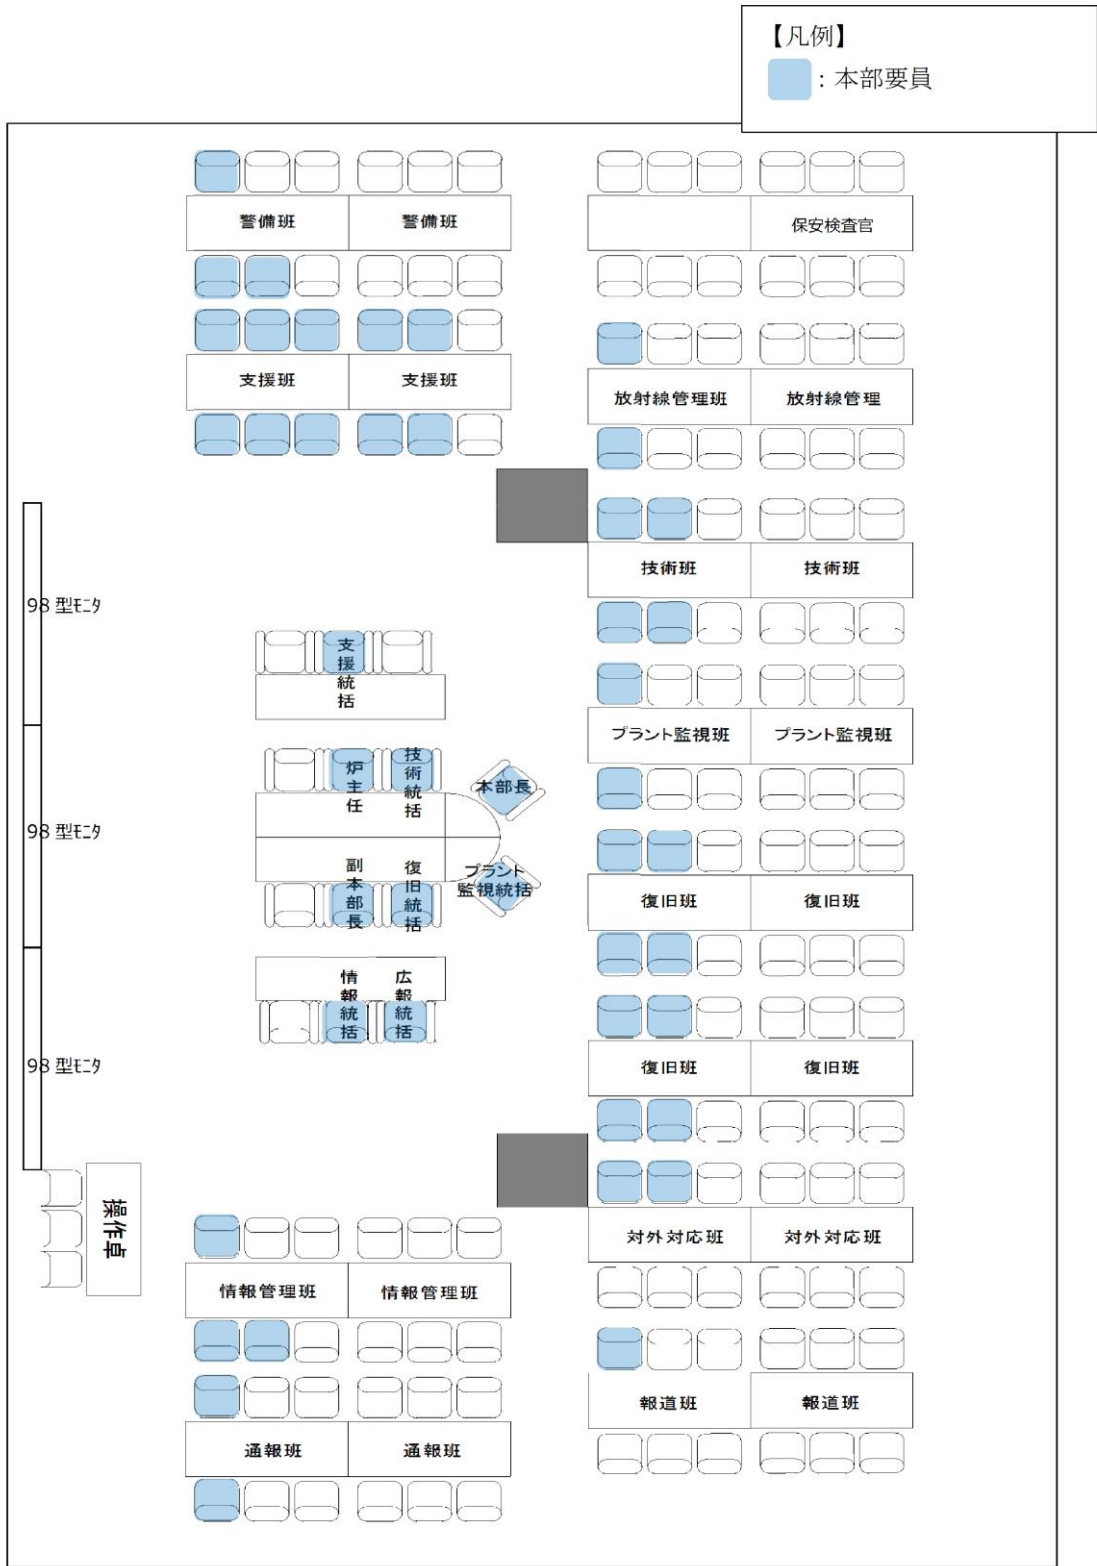 【凡例】
：本部要員
警備班
警備班
保安検査官
支援班
支援班
放射線管理班
放射線管理
技術班
技術班
98型ﾓﾆﾀ
支援統括
プラント監視班
プラント監視班
98型ﾓﾆﾀ
炉主任
技術統括
本部長
副本部長
復旧統括
プラント
監視統括
復旧班
復旧班
情報統括
広報統括
98型ﾓﾆﾀ
復旧班
復旧班
操作卓
対外対応班
対外対応班
情報管理班
情報管理班
報道班
報道班
通報班
通報班